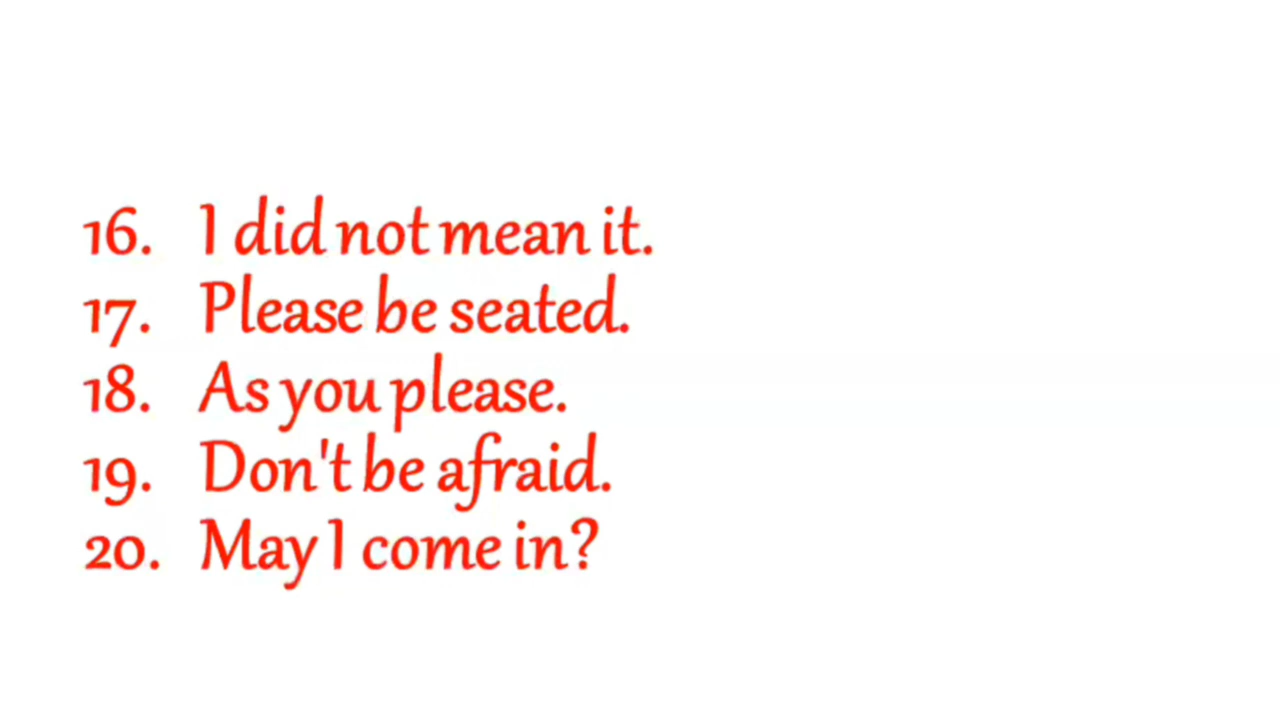 16. I did not mean it.
17. Please be seated.
18. As you please.
19. Don't be afraid.
20. May I come in?